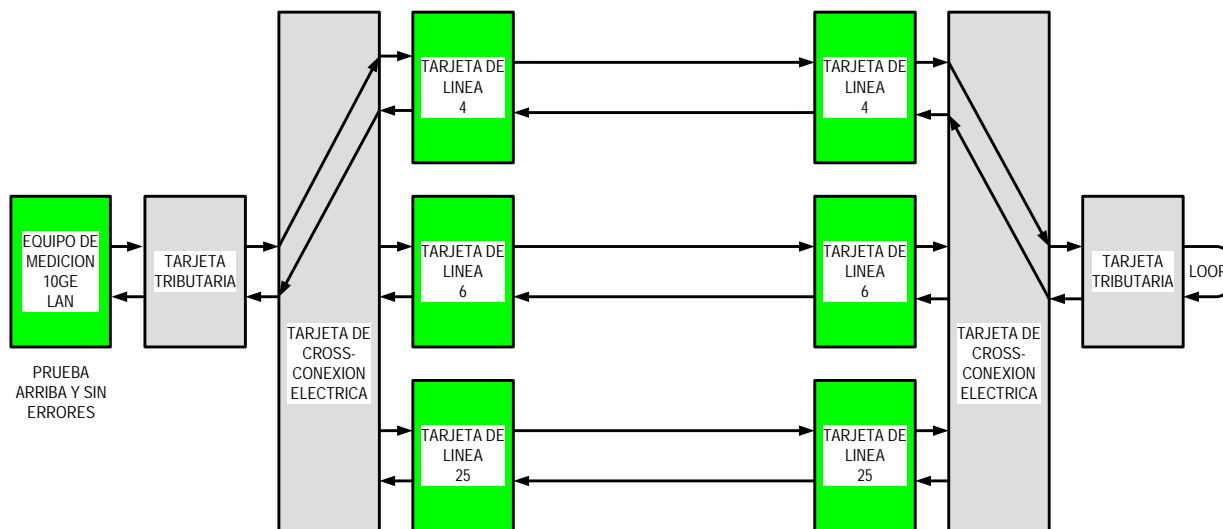 TARJETA DE
LINEA
4
TARJETA DE
LINEA
4
EQUIPO DE
MEDICION
10GE
LAN
TARJETA
TRIBUTARIA
TARJETA DE
LINEA
6
TARJETA DE
LINEA
6
TARJETA
TRIBUTARIA
LOOP
PRUEBA
ARRIBA Y SIN
ERRORES
TARJETA DE
CROSS-
CONEXION
ELECTRICA
TARJETA DE
CROSS-
CONEXION
ELECTRICA
TARJETA DE
LINEA
25
TARJETA DE
LINEA
25